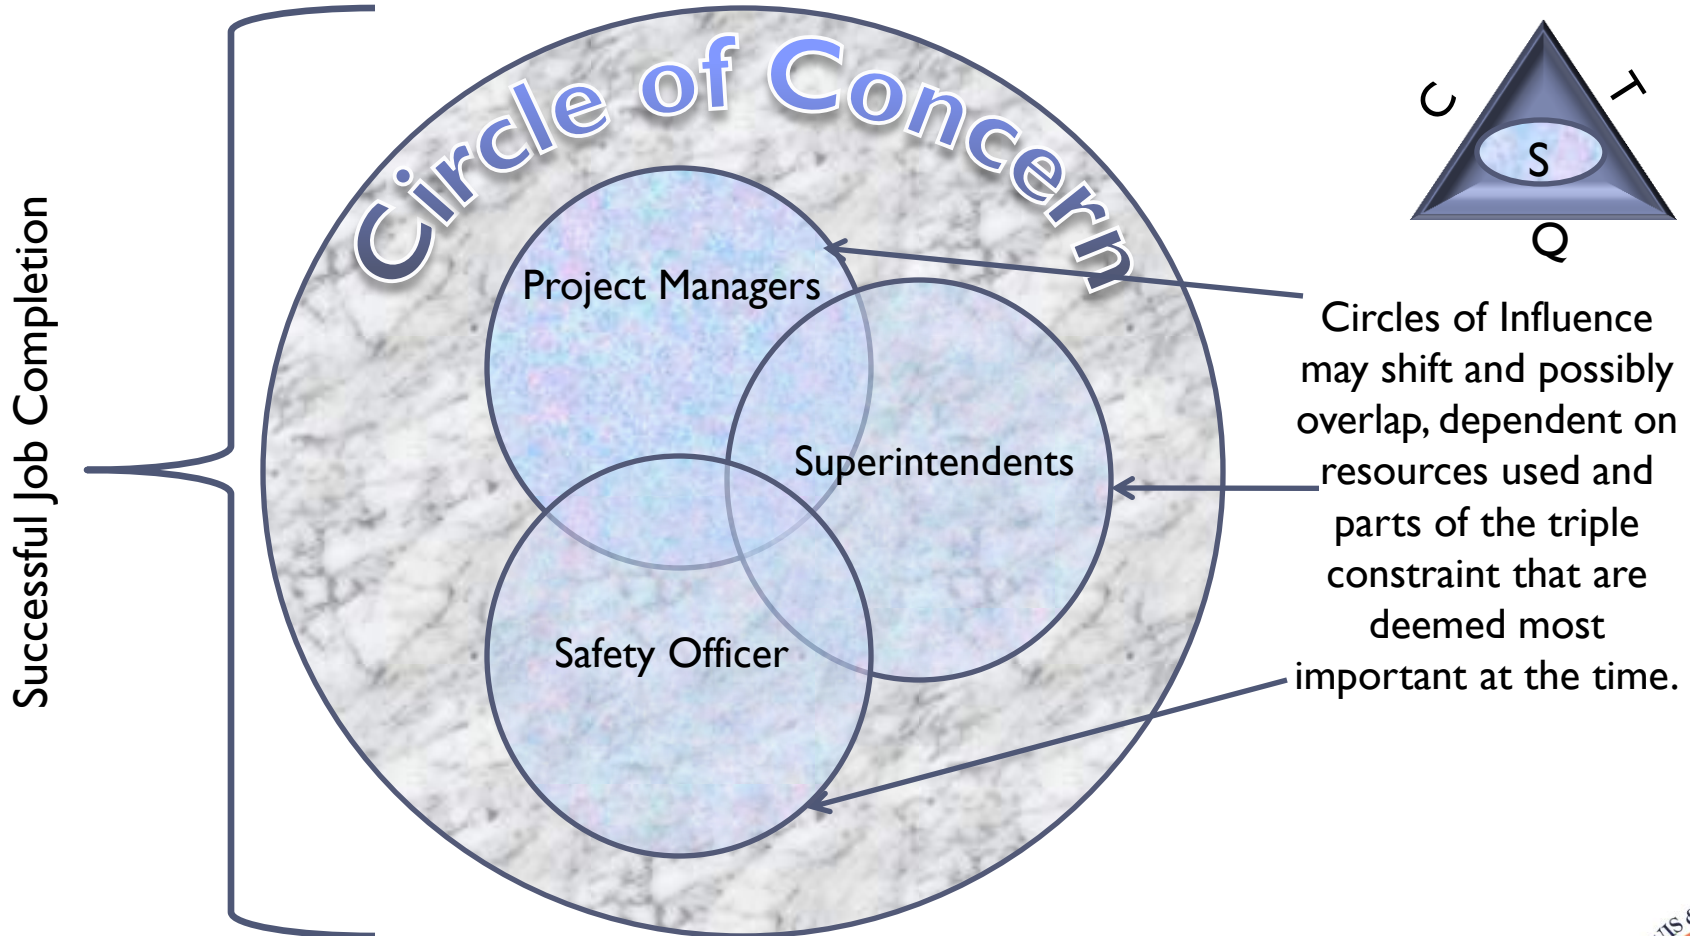 Successful Job Completion
Circle of Concern
Project Managers
Superintendents
Safety Officer
C
T
S
Q
Circles of Influence
may shift and possibly
overlap, dependent on
resources used and
parts of the triple
constraint that are
deemed most
important at the time.